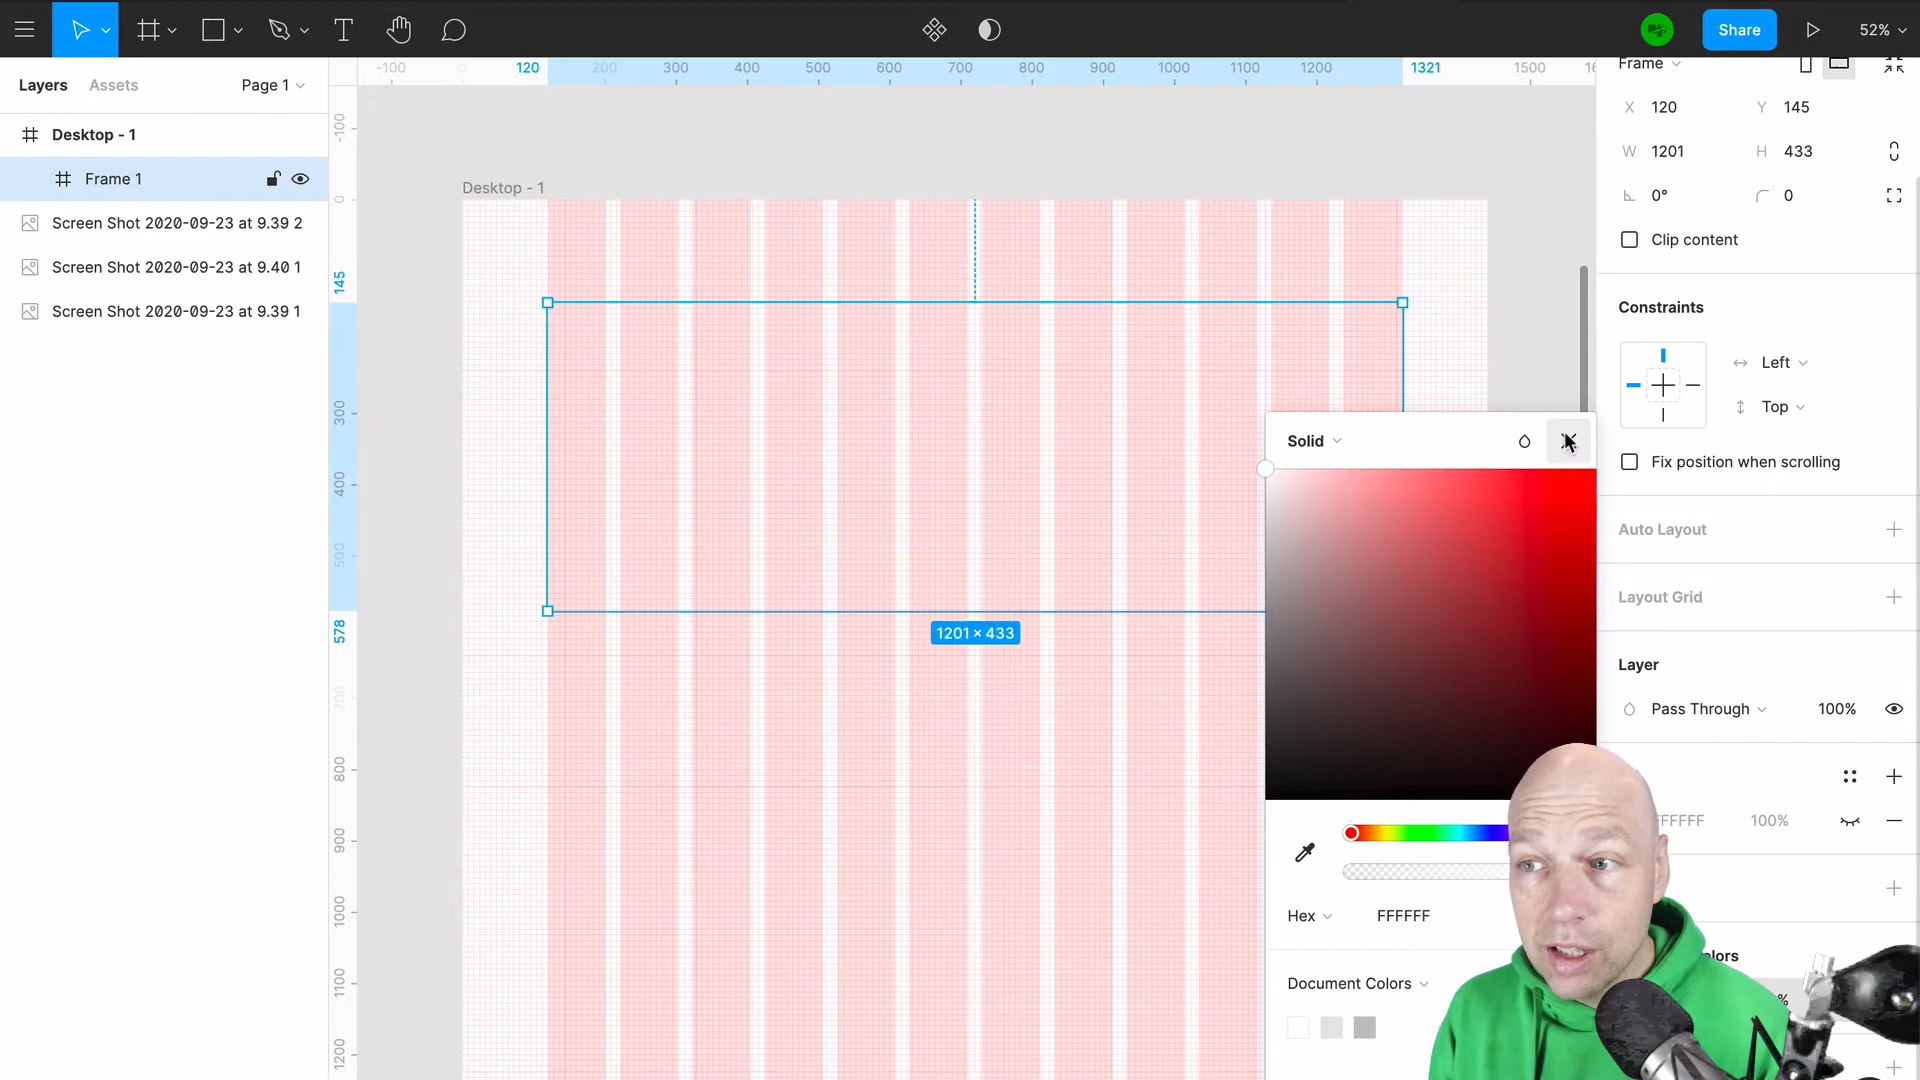 Share
52%
Layers
Assets
Page 1
-100
0
120
200
300
400
500
600
700
800
900
1000
1100
1200
1321
1500
Frame
X
120
Y
145
W
1201
H
433
0°
0
Clip content
Desktop - 1
Frame 1
Screen Shot 2020-09-23 at 9.39 2
Screen Shot 2020-09-23 at 9.40 1
Screen Shot 2020-09-23 at 9.39 1
-100
0
145
300
400
500
578
700
800
900
1000
1100
1200
Desktop - 1
1201 × 433
Constraints
Left
Top
Fix position when scrolling
Auto Layout
Layout Grid
Layer
Pass Through
100%
100%
Solid
Hex
FFFFFF
Document Colors